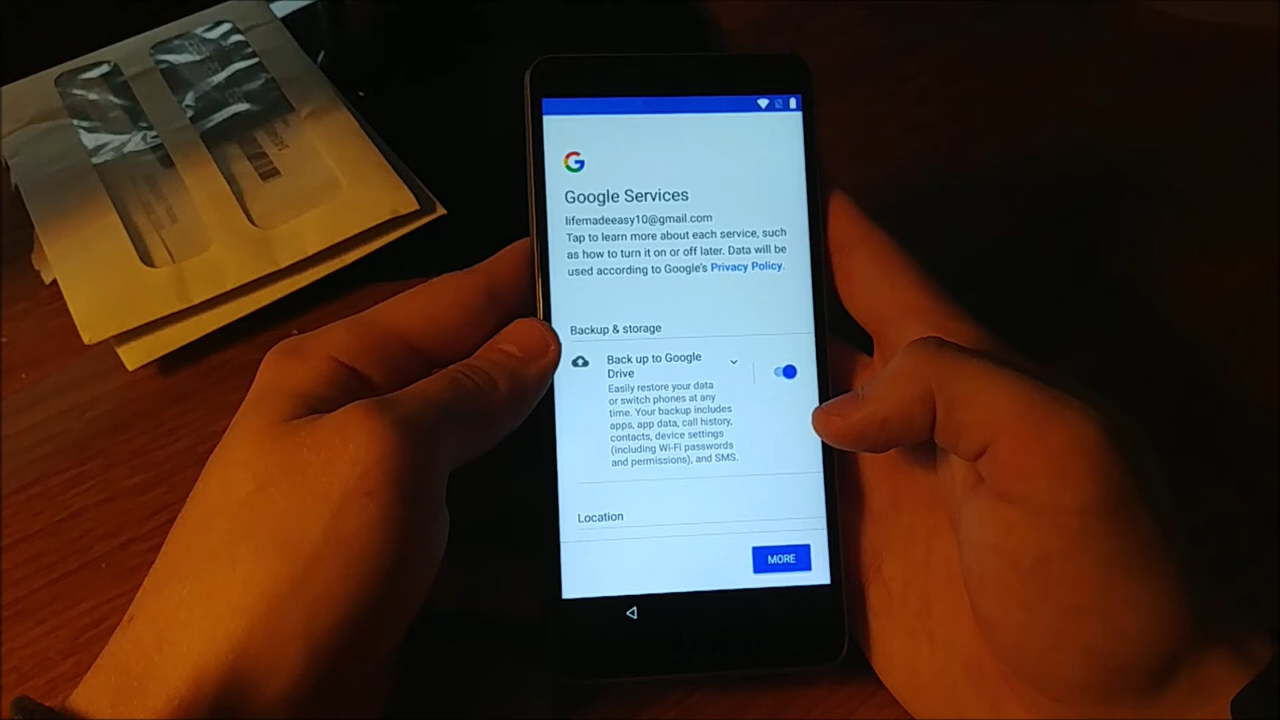 Google Services
lifemadeeasy10@gmail.com
Tap to learn more about each service, such
as how to turn it on or off later. Data will be
used according to Google's Privacy Policy.
Backup & storage
Back up to Google
Drive
Easily restore your data
or switch phones at any
time. Your backup includes
apps, app data, call history,
contacts, device settings
(including Wi-Fi passwords
and permissions), and SMS.
Location
MORE